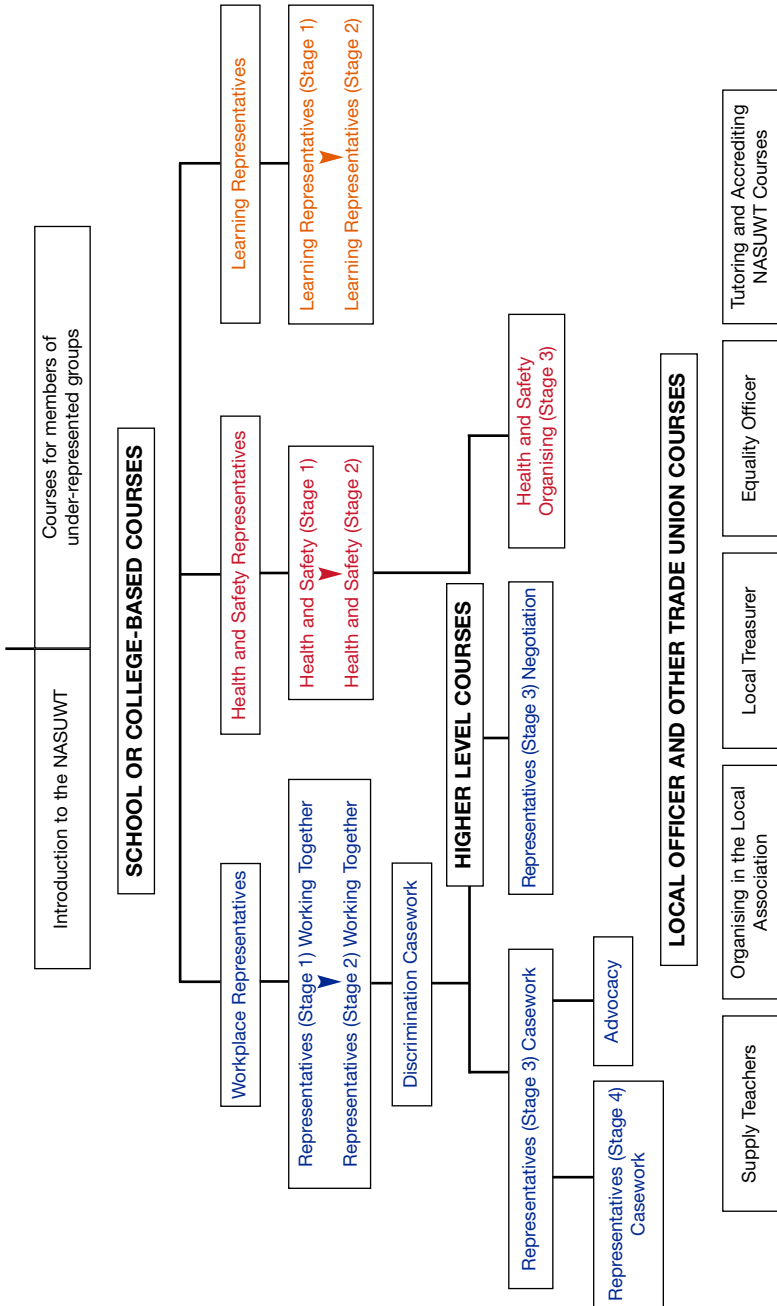 Introduction to the NASUWT
Courses for members of
under-represented groups
SCHOOL OR COLLEGE-BASED COURSES
Workplace Representatives
Health and Safety Representatives
Learning Representatives
Representatives (Stage 1) Working Together
Representatives (Stage 2) Working Together
Health and Safety (Stage 1)
Health and Safety (Stage 2)
Learning Representatives (Stage 1)
Learning Representatives (Stage 2)
Discrimination Casework
HIGHER LEVEL COURSES
Representatives (Stage 3) Casework
Representatives (Stage 3) Negotiation
Health and Safety
Organising (Stage 3)
Representatives (Stage 4)
Casework
Advocacy
LOCAL OFFICER AND OTHER TRADE UNION COURSES
Supply Teachers
Organising in the Local
Association
Local Treasurer
Equality Officer
Tutoring and Accrediting
NASUWT Courses